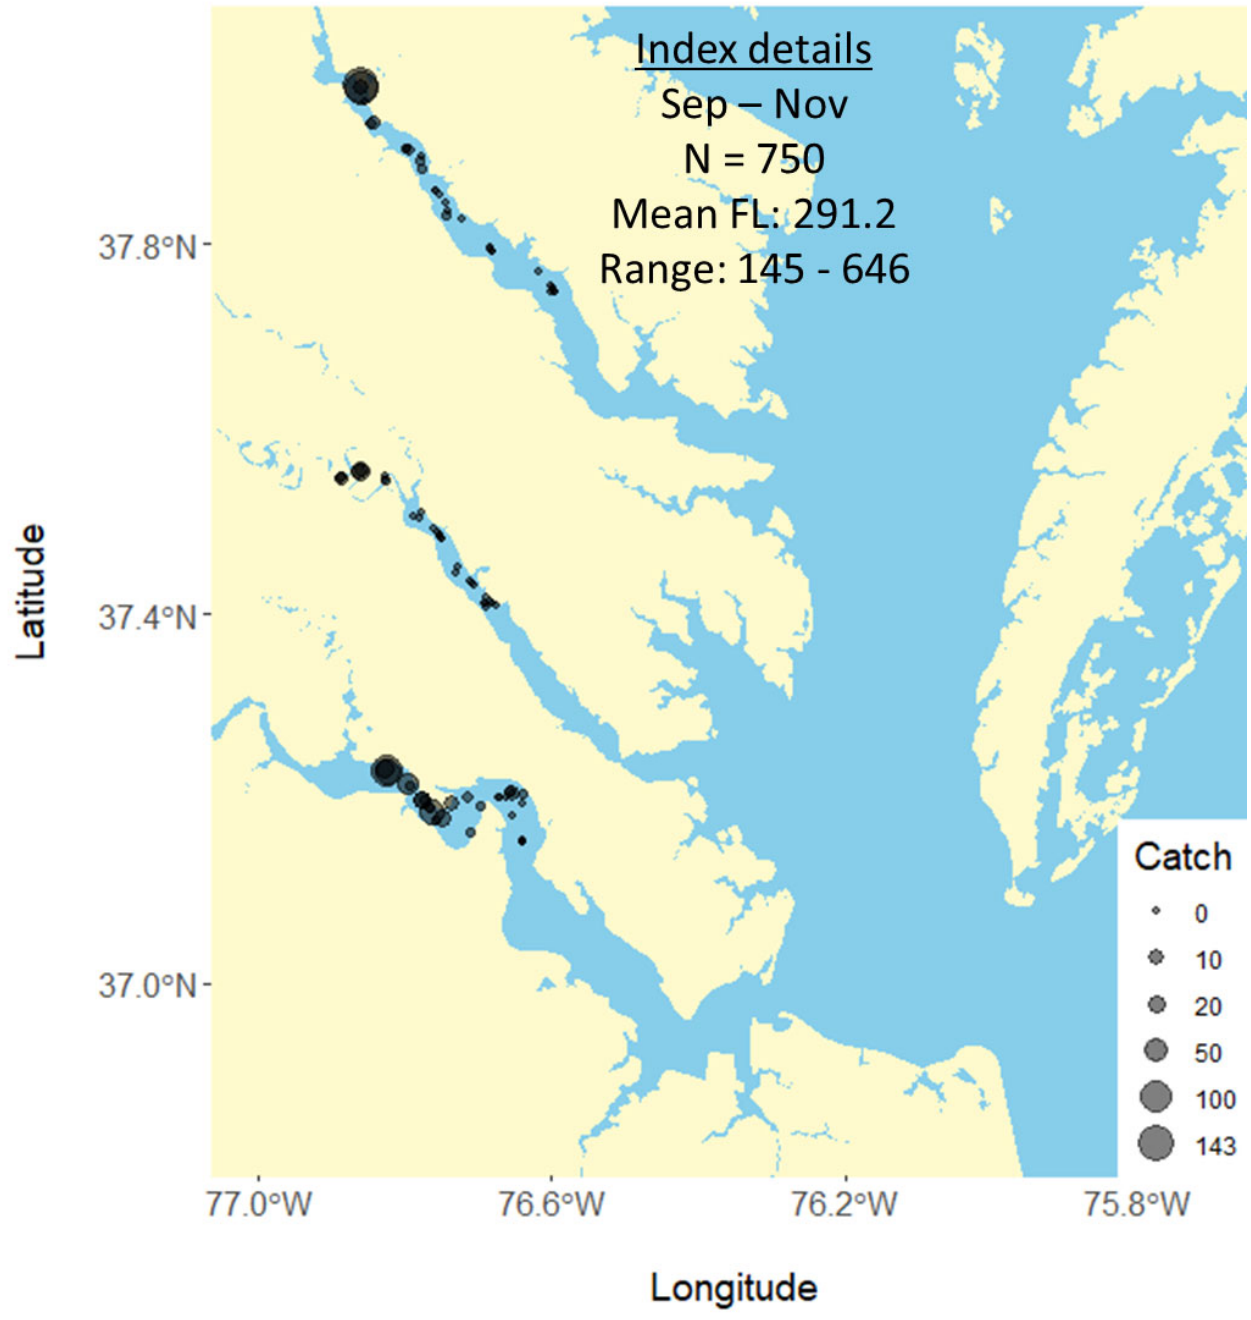 Index details
Sep – Nov
N = 750
Mean FL: 291.2
Range: 145 - 646
37.8°N
37.4°N
37.0°N
Latitude
Catch
0
10
20
50
100
143
77.0°W
76.6°W
76.2°W
75.8°W
Longitude